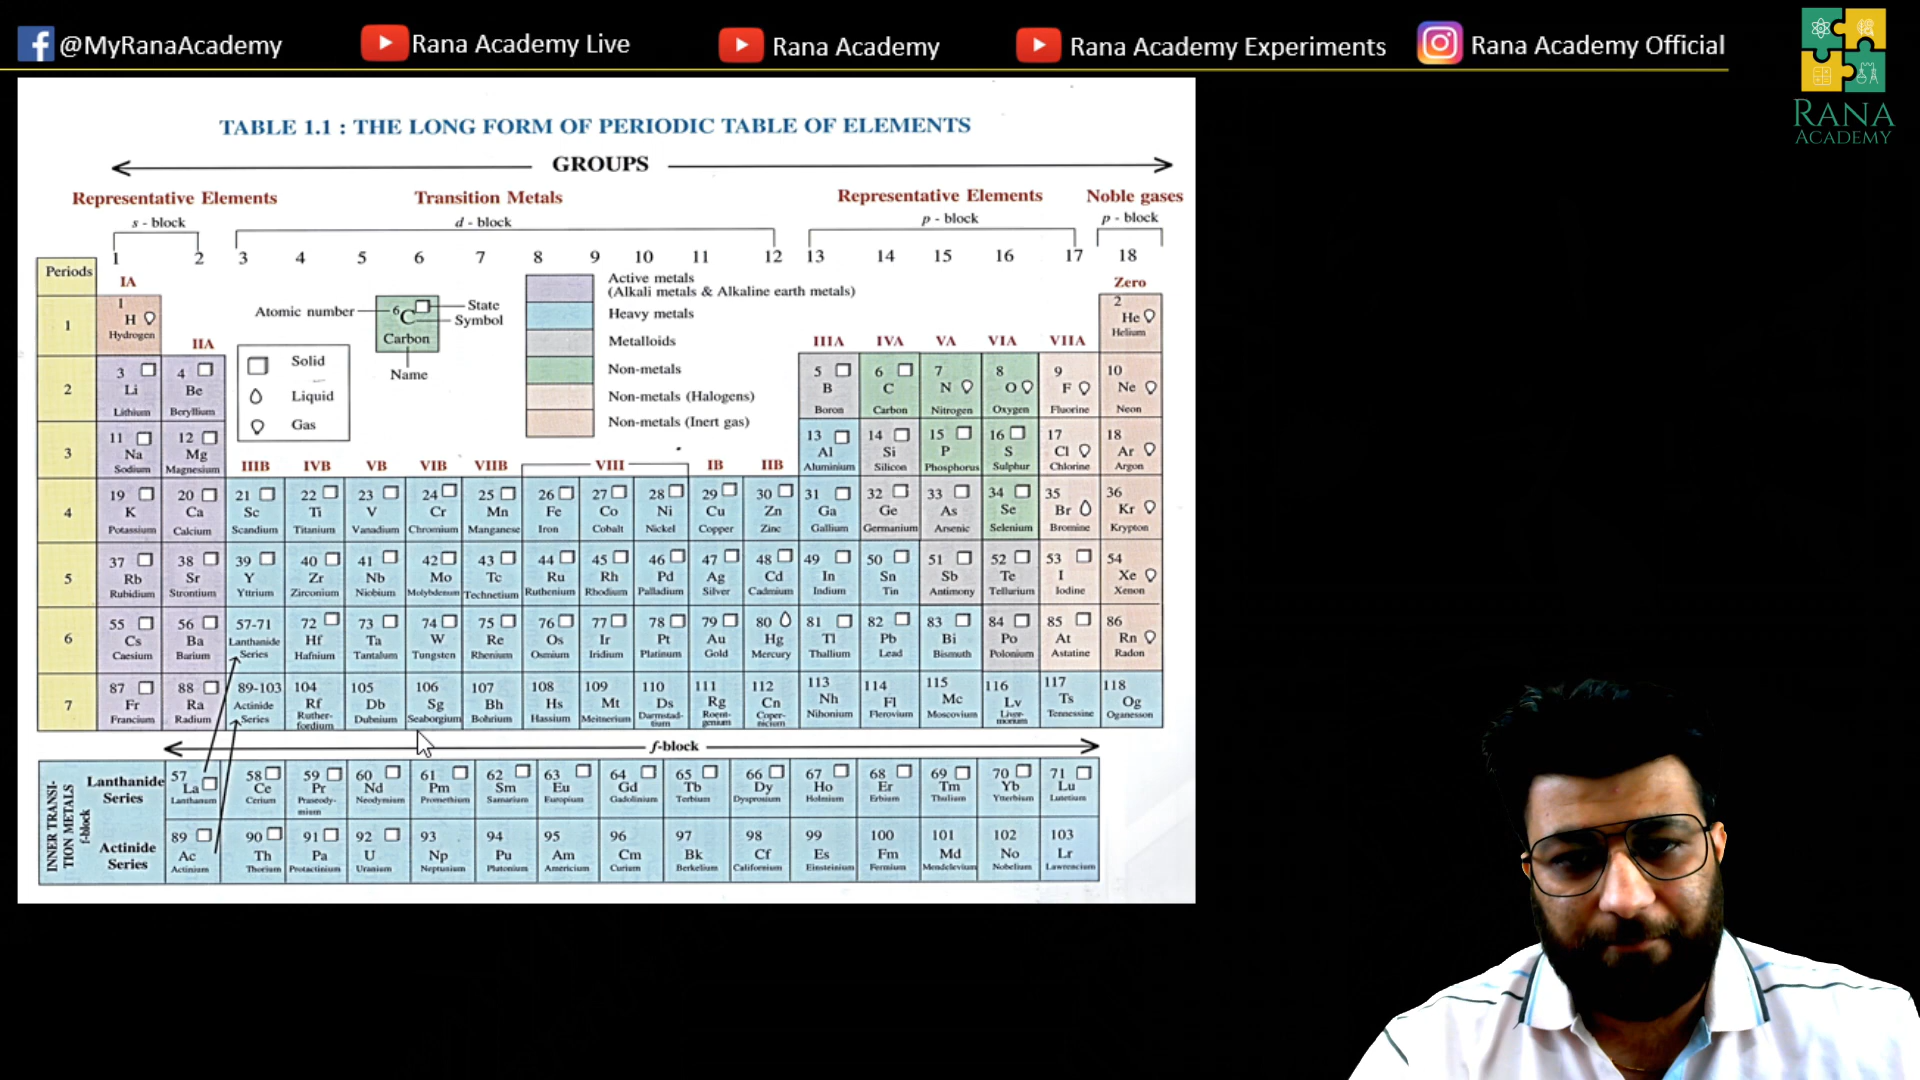 @MyRanaAcademy Rana Academy Live Rana Academy Rana Academy Experiments Rana Academy Official
RANA
ACADEMY
TABLE 1.1 : THE LONG FORM OF PERIODIC TABLE OF ELEMENTS
GROUPS
Representative Elements Transition Metals Representative Elements Noble gases
s - block d - block p - block p - block
1 2 3 4 5 6 7 8 9 10 11 12 13 14 15 16 17 18
Periods
IA Zero
Active metals
(Alkali metals & Alkaline earth metals)
Heavy metals
Metalloids
Non-metals
Non-metals (Halogens)
Non-metals (Inert gas)
Atomic number 6 C Carbon State
Symbol
Name
Solid
Liquid
Gas
1 1 2
H He
Hydrogen Helium
IIA IIIA IVA VA VIA VIIA
2 3 4 5 6 7 8 9 10
Li Be B C N O F Ne
Lithium Beryllium Boron Carbon Nitrogen Oxygen Fluorine Neon
3 11 12 13 14 15 16 17 18
Na Mg Al Si P S Cl Ar
Sodium Magnesium Aluminium Silicon Phosphorus Sulphur Chlorine Argon
IIIB IVB VB VIB VIIB VIII IB IIB
4 19 20 21 22 23 24 25 26 27 28 29 30 31 32 33 34 35 36
K Ca Sc Ti V Cr Mn Fe Co Ni Cu Zn Ga Ge As Se Br Kr
Potassium Calcium Scandium Titanium Vanadium Chromium Manganese Iron Cobalt Nickel Copper Zinc Gallium Germanium Arsenic Selenium Bromine Krypton
5 37 38 39 40 41 42 43 44 45 46 47 48 49 50 51 52 53 54
Rb Sr Y Zr Nb Mo Tc Ru Rh Pd Ag Cd In Sn Sb Te I Xe
Rubidium Strontium Yttrium Zirconium Niobium Molybdenum Technetium Ruthenium Rhodium Palladium Silver Cadmium Indium Tin Antimony Tellurium Iodine Xenon
6 55 56 57-71 72 73 74 75 76 77 78 79 80 81 82 83 84 85 86
Cs Ba Lanthanide Hf Ta W Re Os Ir Pt Au Hg Tl Pb Bi Po At Rn
Caesium Barium Series Hafnium Tantalum Tungsten Rhenium Osmium Iridium Platinum Gold Mercury Thallium Lead Bismuth Polonium Astatine Radon
7 87 88 89-103 104 105 106 107 108 109 110 111 112 113 114 115 116 117 118
Fr Ra Actinide Rf Db Sg Bh Hs Mt Ds Rg Cn Nh Fl Mc Lv Ts Og
Francium Radium Series Ruther-fordium Dubnium Seaborgium Bohrium Hassium Meitnerium Darmstad-tium Roent-genium Coper-nicium Nihonium Flerovium Moscovium Liver-morium Tennessine Oganesson
f-block
INNER TRANSI-
TION METALS
f-block
Lanthanide Series 57 58 59 60 61 62 63 64 65 66 67 68 69 70 71
La Ce Pr Nd Pm Sm Eu Gd Tb Dy Ho Er Tm Yb Lu
Lanthanum Cerium Praseody-mium Neodymium Promethium Samarium Europium Gadolinium Terbium Dysprosium Holmium Erbium Thulium Ytterbium Lutetium
Actinide Series 89 90 91 92 93 94 95 96 97 98 99 100 101 102 103
Ac Th Pa U Np Pu Am Cm Bk Cf Es Fm Md No Lr
Actinium Thorium Protactinium Uranium Neptunium Plutonium Americium Curium Berkelium Californium Einsteinium Fermium Mendelevium Nobelium Lawrencium